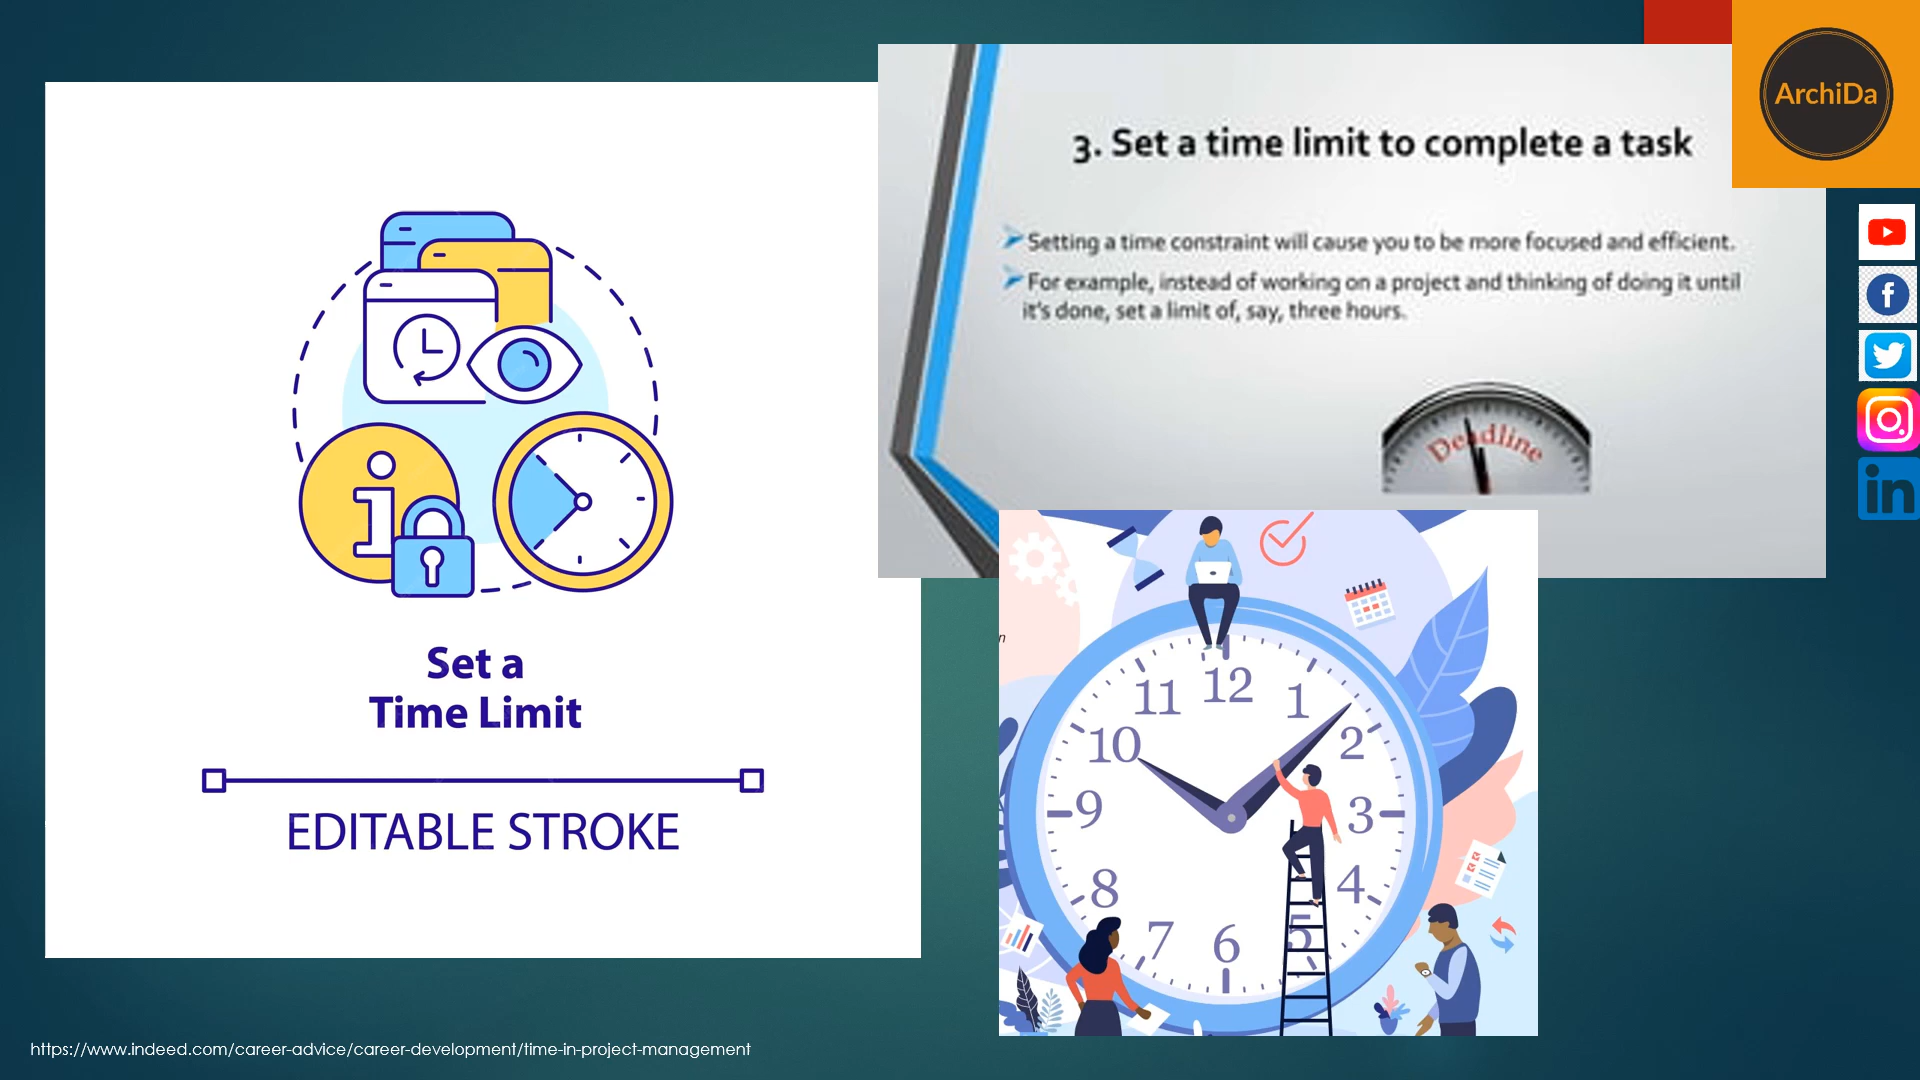 ArchiDa
3. Set a time limit to complete a task
Setting a time constraint will cause you to be more focused and efficient.
For example, instead of working on a project and thinking of doing it until
it's done, set a limit of, say, three hours.
Deadline
Set a
Time Limit
EDITABLE STROKE
n
11 12 1
10 2
9 3
8 4
7 6 5
in
https://www.indeed.com/career-advice/career-development/time-in-project-management